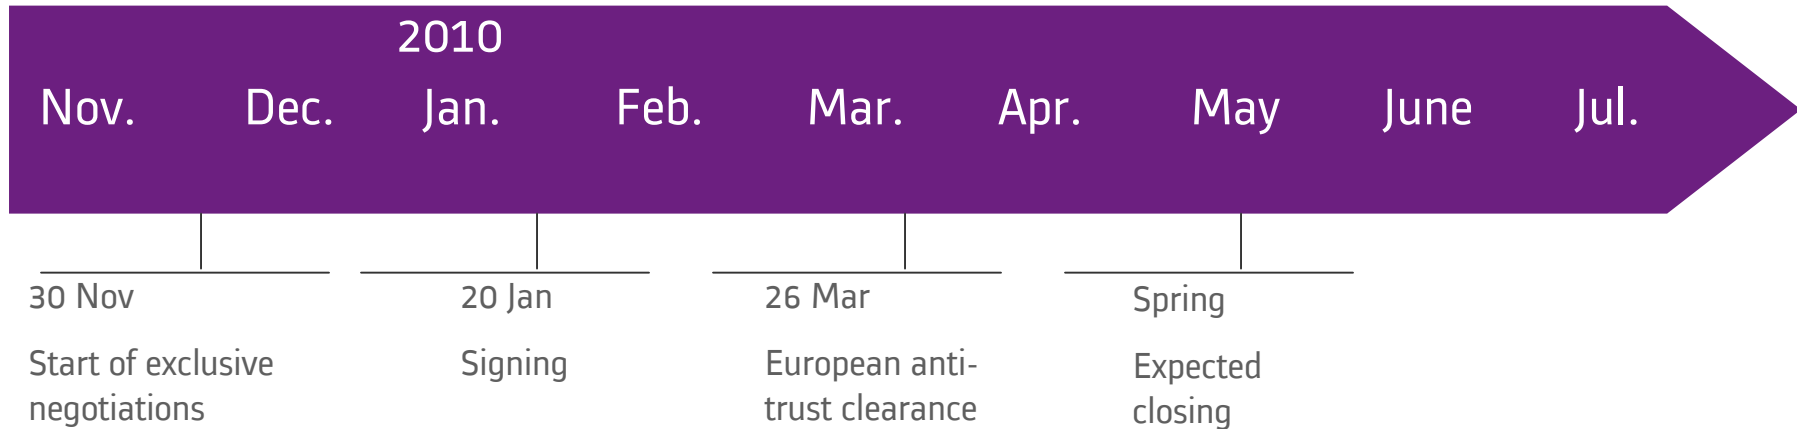 2010
Nov. Dec. Jan. Feb. Mar. Apr. May June Jul.
30 Nov
Start of exclusive
negotiations
20 Jan
Signing
26 Mar
European anti-
trust clearance
Spring
Expected
closing